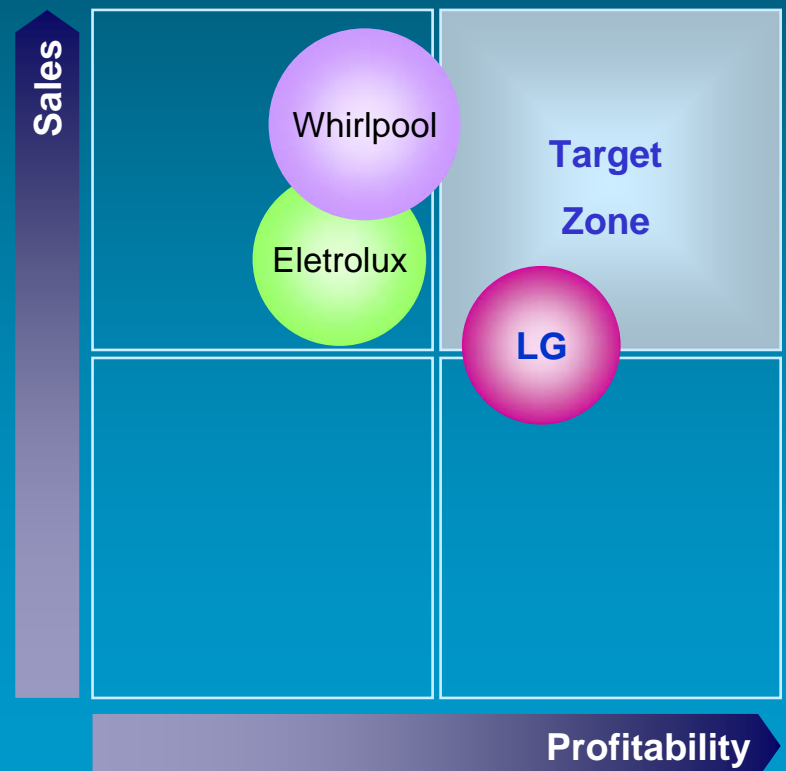 Sales
Whirlpool
Target
Zone
Eletrolux
LG
Profitability